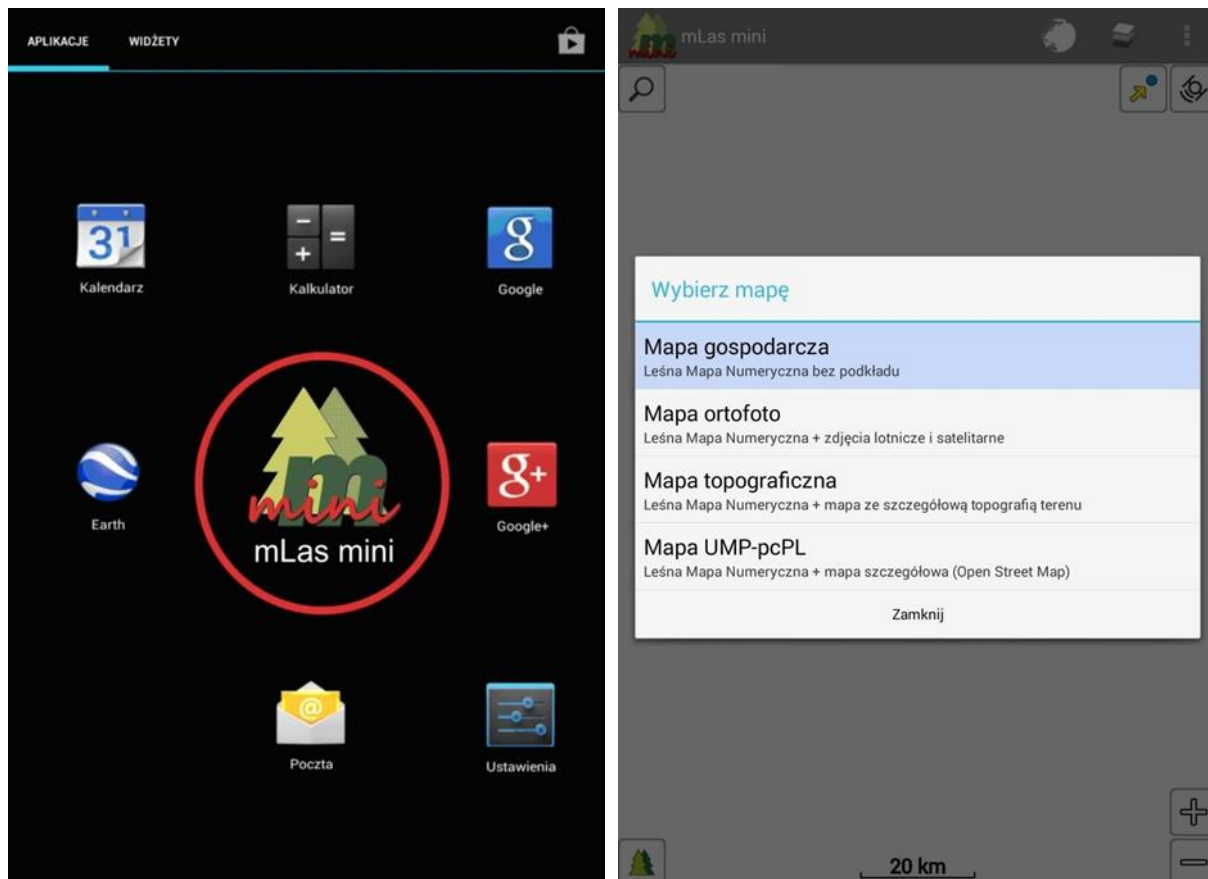 APLIKACJE WIDŻETY
31
Kalendarz
Kalkulator
g
Google
Earth
m
mini
mLas mini
g+
Google+
@
Poczta
Ustawienia
m
mini
mLas mini
Wybierz mapę
Mapa gospodarcza
Leśna Mapa Numeryczna bez podkładu
Mapa ortofoto
Leśna Mapa Numeryczna + zdjęcia lotnicze i satelitarne
Mapa topograficzna
Leśna Mapa Numeryczna + mapa ze szczegółową topografią terenu
Mapa UMP-pcPL
Leśna Mapa Numeryczna + mapa szczegółowa (Open Street Map)
Zamknij
20 km